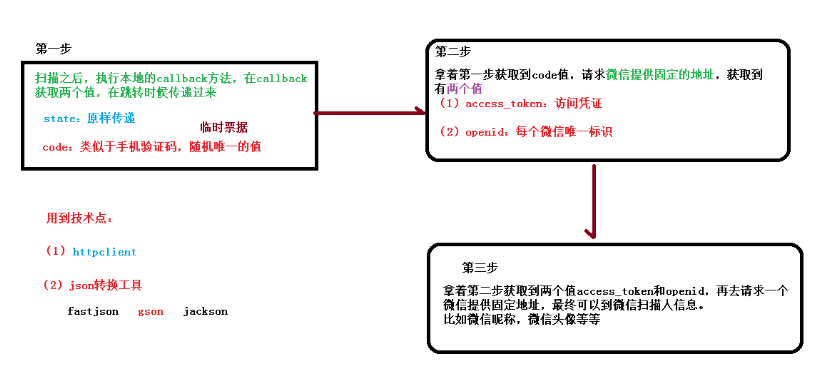 第一步
扫描之后，执行本地的callback方法，在callback
获取两个值，在跳转时候传递过来
state：原样传递
临时票据
code：类似于手机验证码，随机唯一的值
用到技术点：
（1）httpclient
（2）json转换工具
fastjson gson jackson
第二步
拿着第一步获取到code值，请求微信提供固定的地址，获取到
有两个值
（1）access_token：访问凭证
（2）openid：每个微信唯一标识
第三步
拿着第二步获取到两个值access_token和openid，再去请求一个
微信提供固定地址，最终可以到微信扫描人信息。
比如微信昵称，微信头像等等